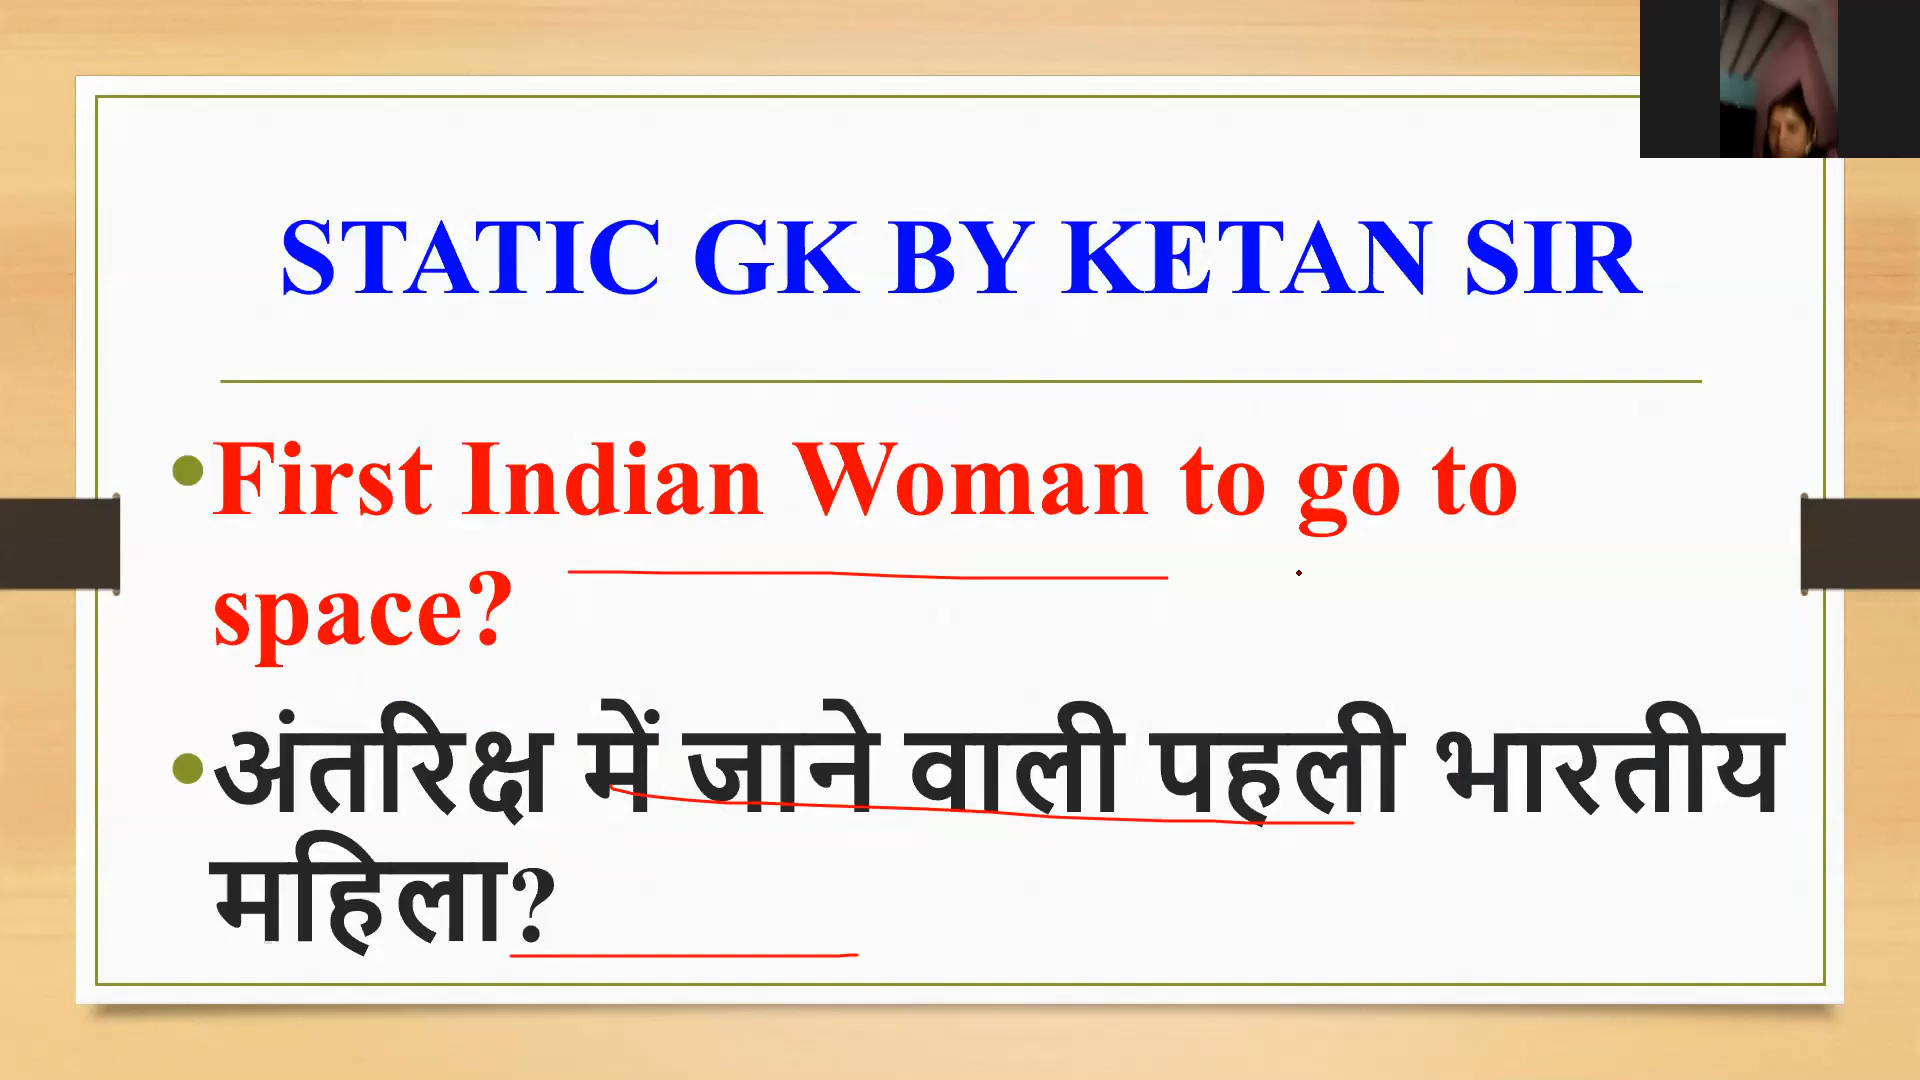 STATIC GK BY KETAN SIR
•First Indian Woman to go to
space?
•अंतरिक्ष में जाने वाली पहली भारतीय
महिला?